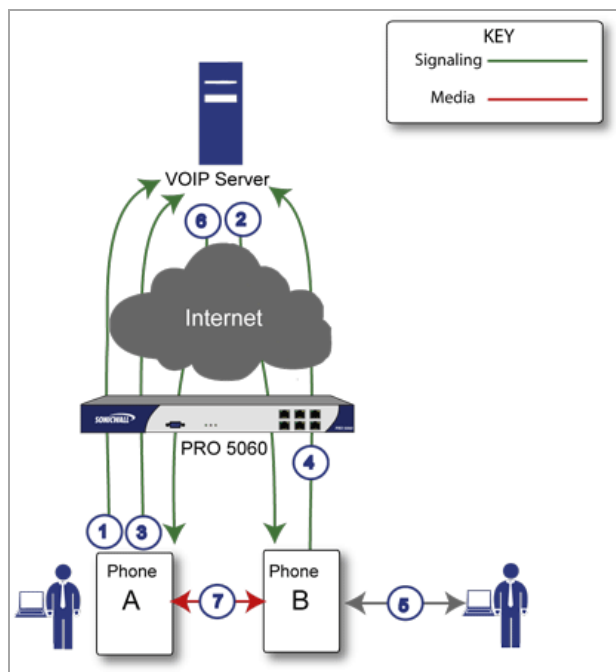 KEY
Signaling
Media
VOIP Server
6
2
Internet
SONICWALL
PRO 5060
4
1
3
Phone
A
7
Phone
B
5